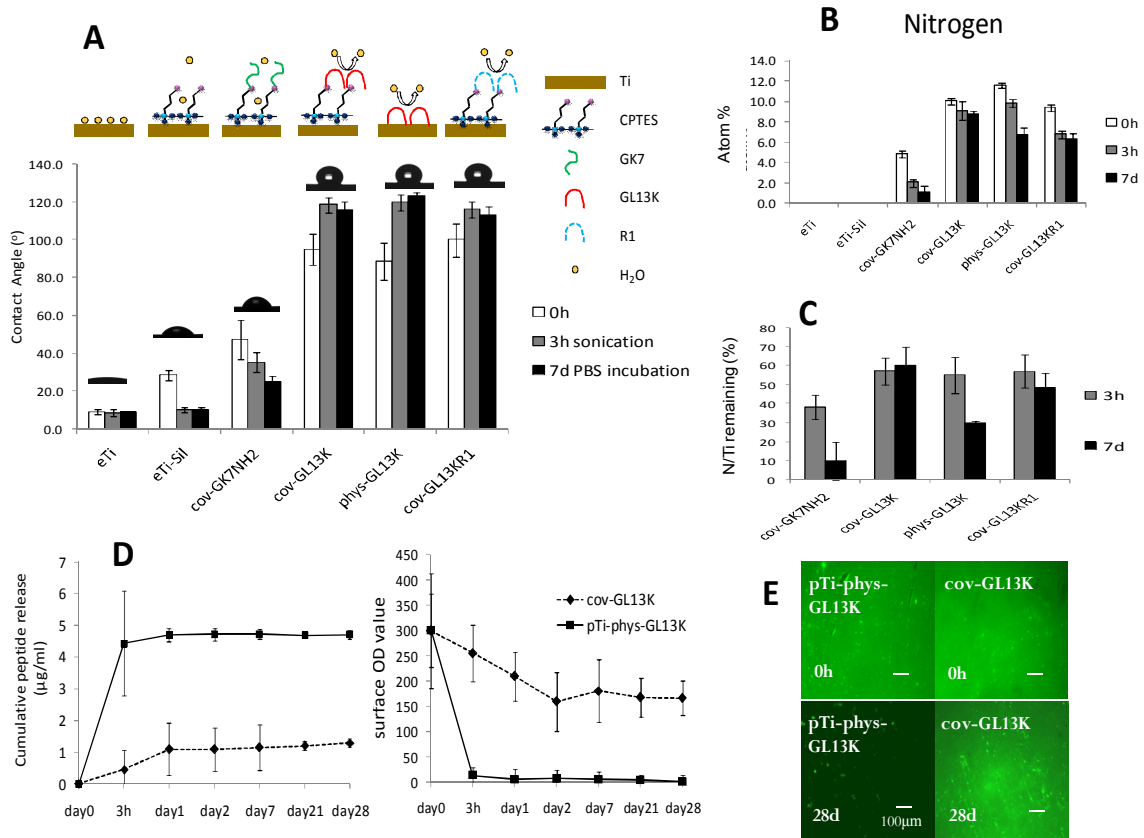 A
Ti
CPTES
GK7
GL13K
R1
H2O
Contact Angle (°)
140.0
120.0
100.0
80.0
60.0
40.0
20.0
0.0
eTi
eTi-Sil
cov-GK7NH2
cov-GL13K
phys-GL13K
cov-GL13KR1
0h
3h sonication
7d PBS incubation
B
Nitrogen
Atom %
14.0
12.0
10.0
8.0
6.0
4.0
2.0
0.0
eTi
eTi-Sil
cov-GK7NH2
cov-GL13K
phys-GL13K
cov-GL13KR1
0h
3h
7d
C
N/Ti remaining (%)
80
70
60
50
40
30
20
10
0
cov-GK7NH2
cov-GL13K
phys-GL13K
cov-GL13KR1
3h
7d
D
Cumulative peptide release
(µg/ml)
7
6
5
4
3
2
1
0
day0 3h day1 day2 day7 day21 day28
surface OD value
450
400
350
300
250
200
150
100
50
0
day0 3h day1 day2 day7 day21 day28
cov-GL13K
pTi-phys-GL13K
E
pTi-phys-
GL13K
0h
cov-GL13K
0h
pTi-phys-
GL13K
28d
100µm
cov-GL13K
28d